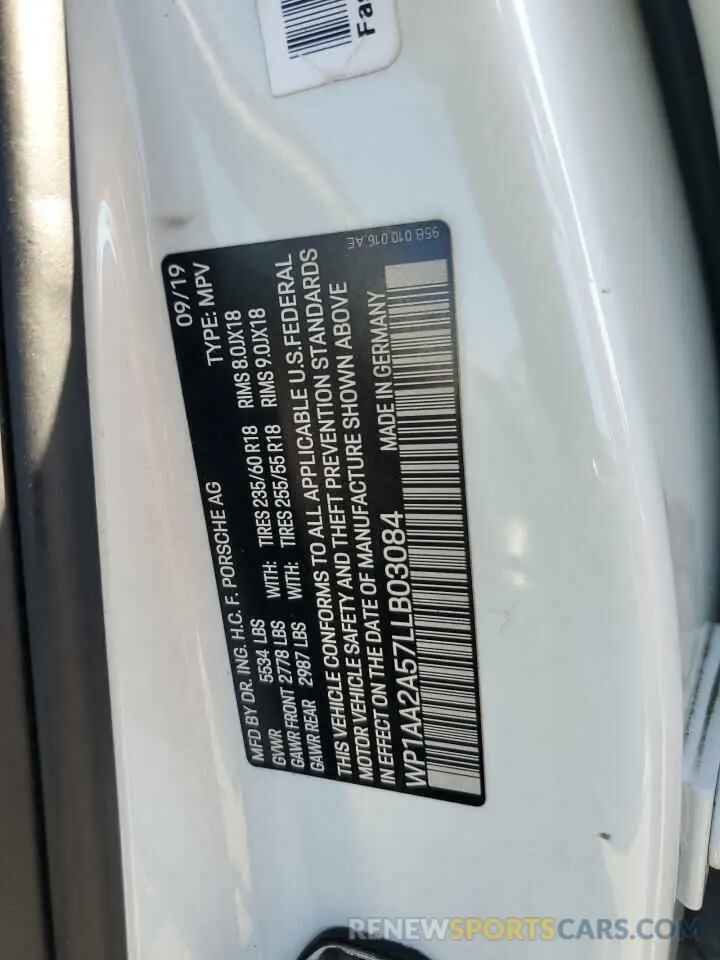 Fas
95B.010.016.AE
MFD BY DR. ING. H.C. F. PORSCHE AG 09/19
GVWR 5534 LBS TYPE: MPV
GAWR FRONT 2778 LBS WITH: TIRES 235/60 R18 RIMS 8.0JX18
GAWR REAR 2987 LBS WITH: TIRES 255/55 R18 RIMS 9.0JX18
THIS VEHICLE CONFORMS TO ALL APPLICABLE U.S.FEDERAL
MOTOR VEHICLE SAFETY AND THEFT PREVENTION STANDARDS
IN EFFECT ON THE DATE OF MANUFACTURE SHOWN ABOVE
WP1AA2A57LLB03084 MADE IN GERMANY
RENEWSPORTSCARS.COM